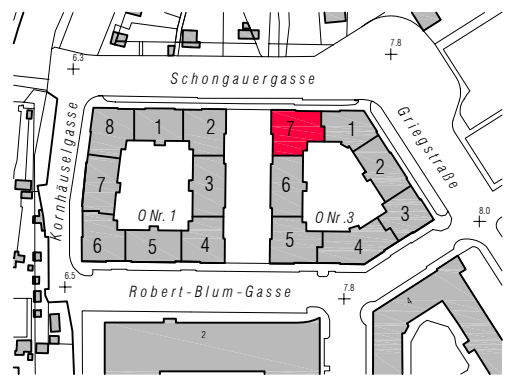 6.3
7.8
Schongauergasse
Kornhäuselgasse
Griegstraße
8 1 2
7 1
7 3
6 2
3
O Nr. 1
O Nr.3
6 5 4
5 4
8.0
6.5
Robert-Blum-Gasse
7.8
4
2